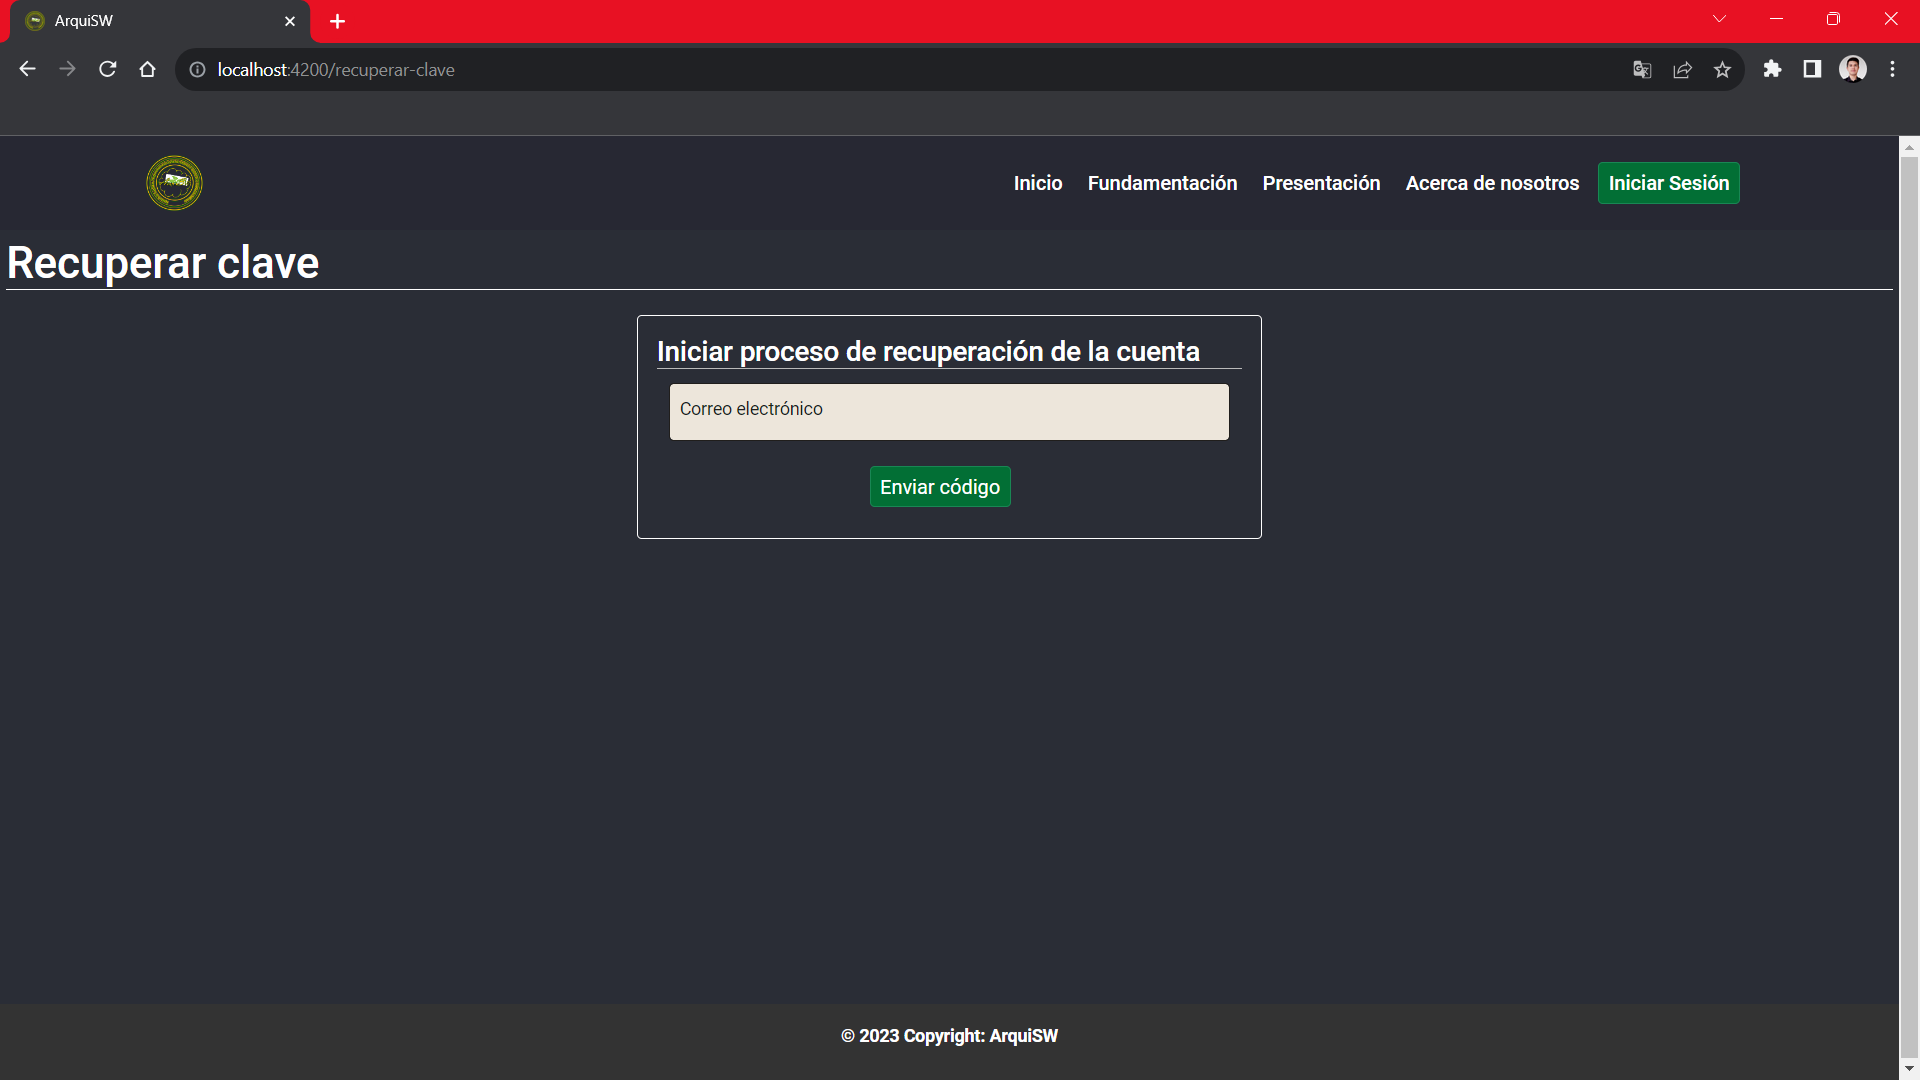 ArquiSW
localhost:4200/recuperar-clave
Inicio Fundamentación Presentación Acerca de nosotros Iniciar Sesión
Recuperar clave
Iniciar proceso de recuperación de la cuenta
Correo electrónico
Enviar código
© 2023 Copyright: ArquiSW